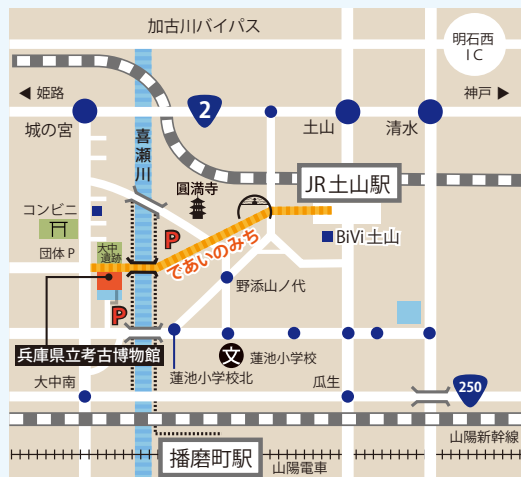 加古川バイパス
明石西
IC
◀ 姫路
神戸 ▶
2
城の宮
土山
清水
喜瀬川
JR土山駅
圓満寺
コンビニ
P
BiVi土山
団体P
大中
遺跡
であいのみち
野添山ノ代
P
兵庫県立考古博物館
文
蓮池小学校
蓮池小学校北
大中南
瓜生
250
山陽新幹線
播磨町駅
山陽電車